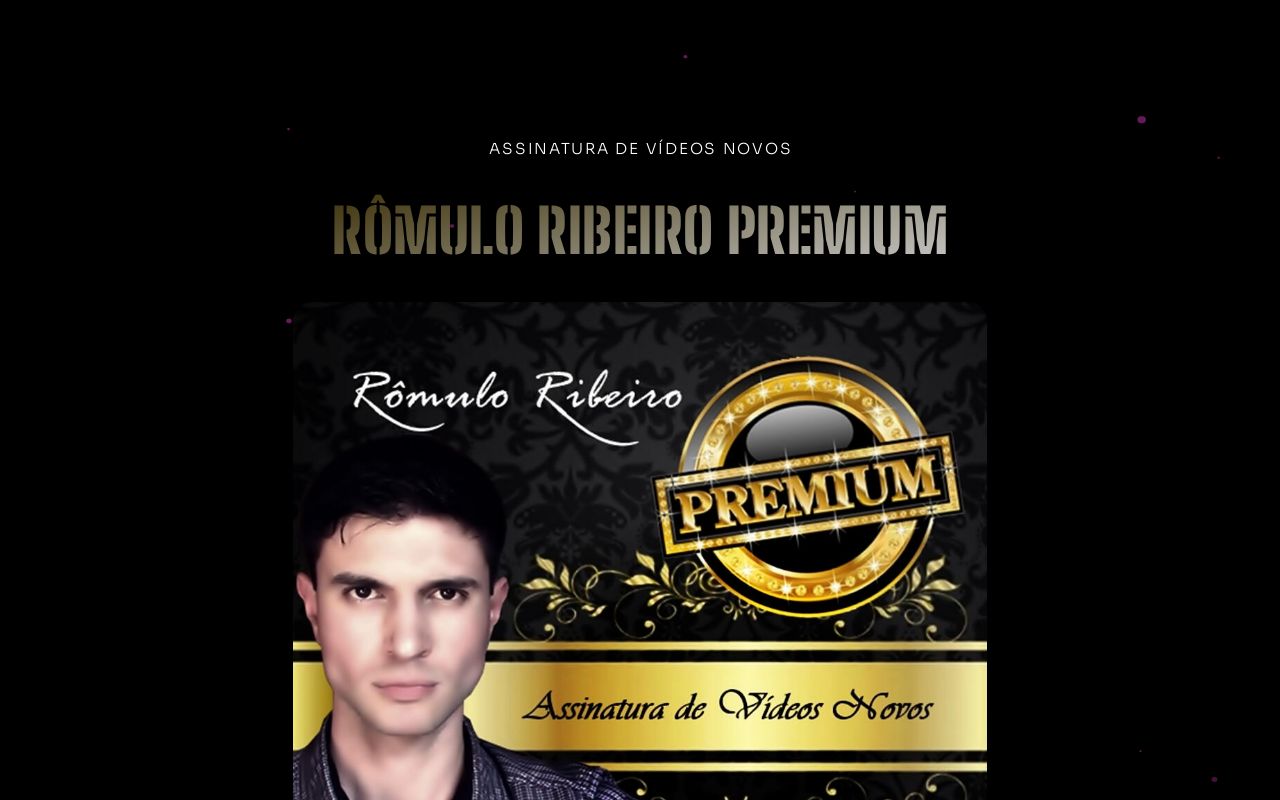 ASSINATURA DE VÍDEOS NOVOS
RÔMULO RIBEIRO PREMIUM
Rômulo Ribeiro
PREMIUM
Assinatura de Vídeos Novos